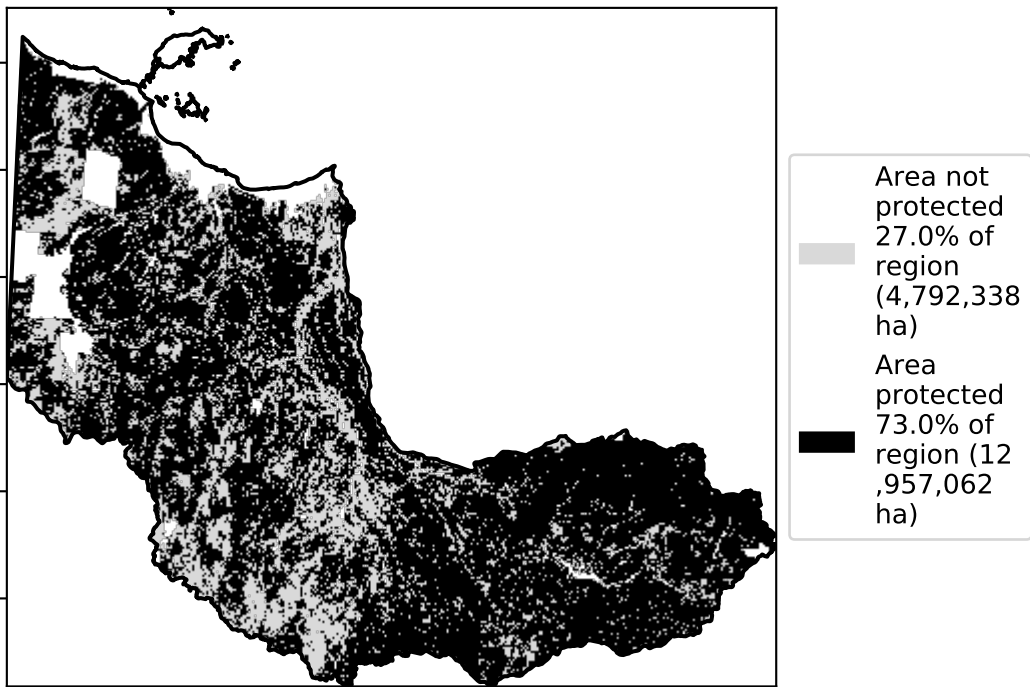 Area not
protected
27.0% of
region
(4,792,338
ha)
Area
protected
73.0% of
region (12
,957,062
ha)